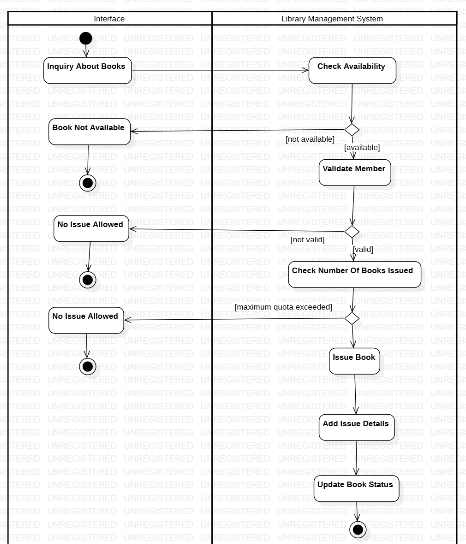 Interface
Library Management System
Inquiry About Books
Check Availability
Book Not Available
[not available]
[available]
Validate Member
No Issue Allowed
[not valid]
[valid]
Check Number Of Books Issued
[maximum quota exceeded]
No Issue Allowed
Issue Book
Add Issue Details
Update Book Status
UNREGISTERED